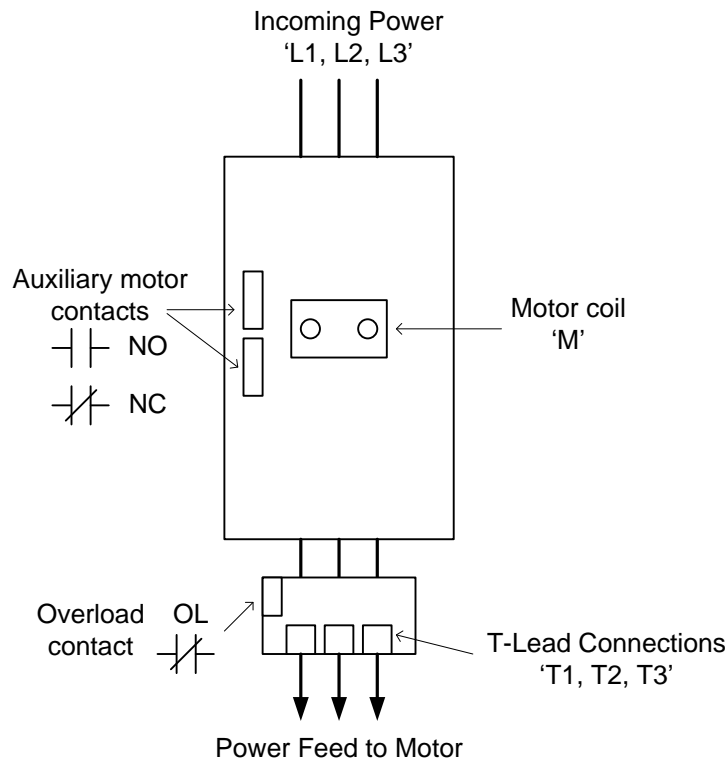 Incoming Power
‘L1, L2, L3’
Auxiliary motor
contacts
NO
NC
Motor coil
‘M’
Overload
contact
OL
T-Lead Connections
‘T1, T2, T3’
Power Feed to Motor